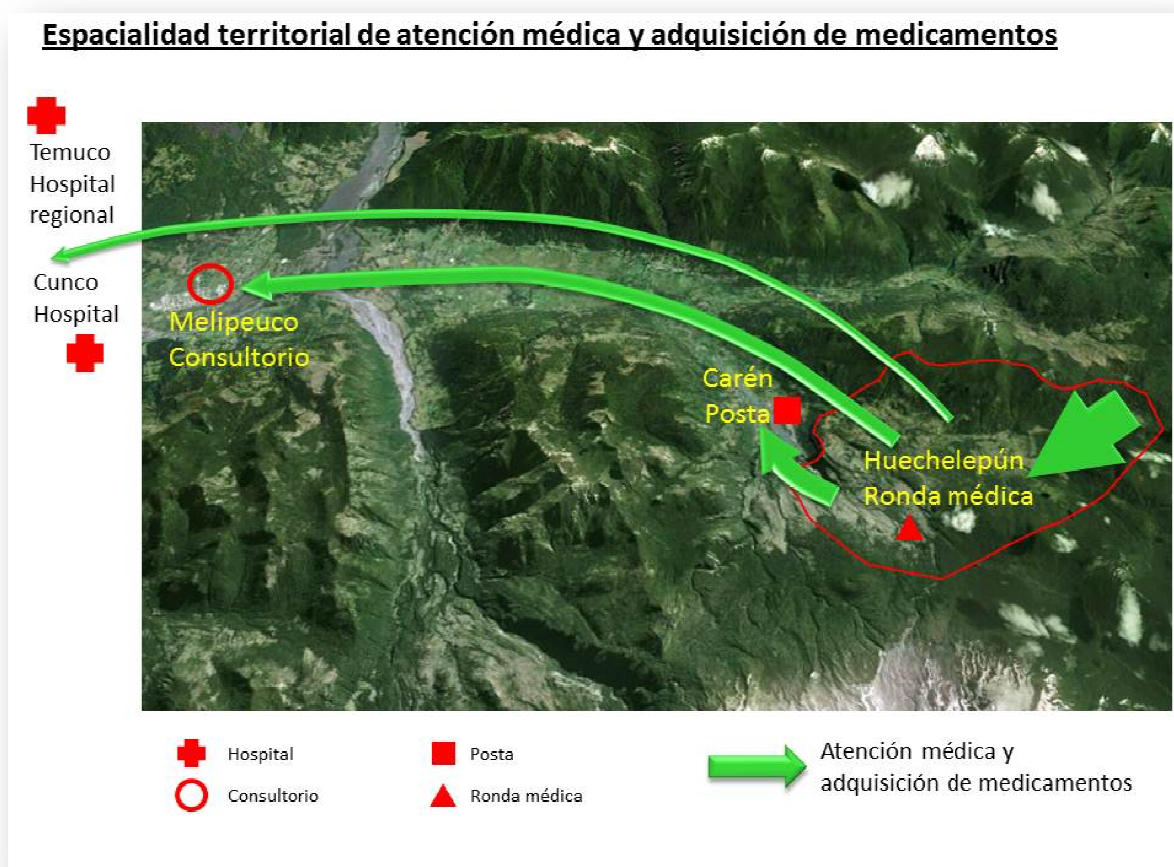 Espacialidad territorial de atención médica y adquisición de medicamentos
Temuco
Hospital
regional
Cunco
Hospital
Melipeuco
Consultorio
Carén
Posta
Huechelepún
Ronda médica
Hospital
Consultorio
Posta
Ronda médica
Atención médica y
adquisición de medicamentos